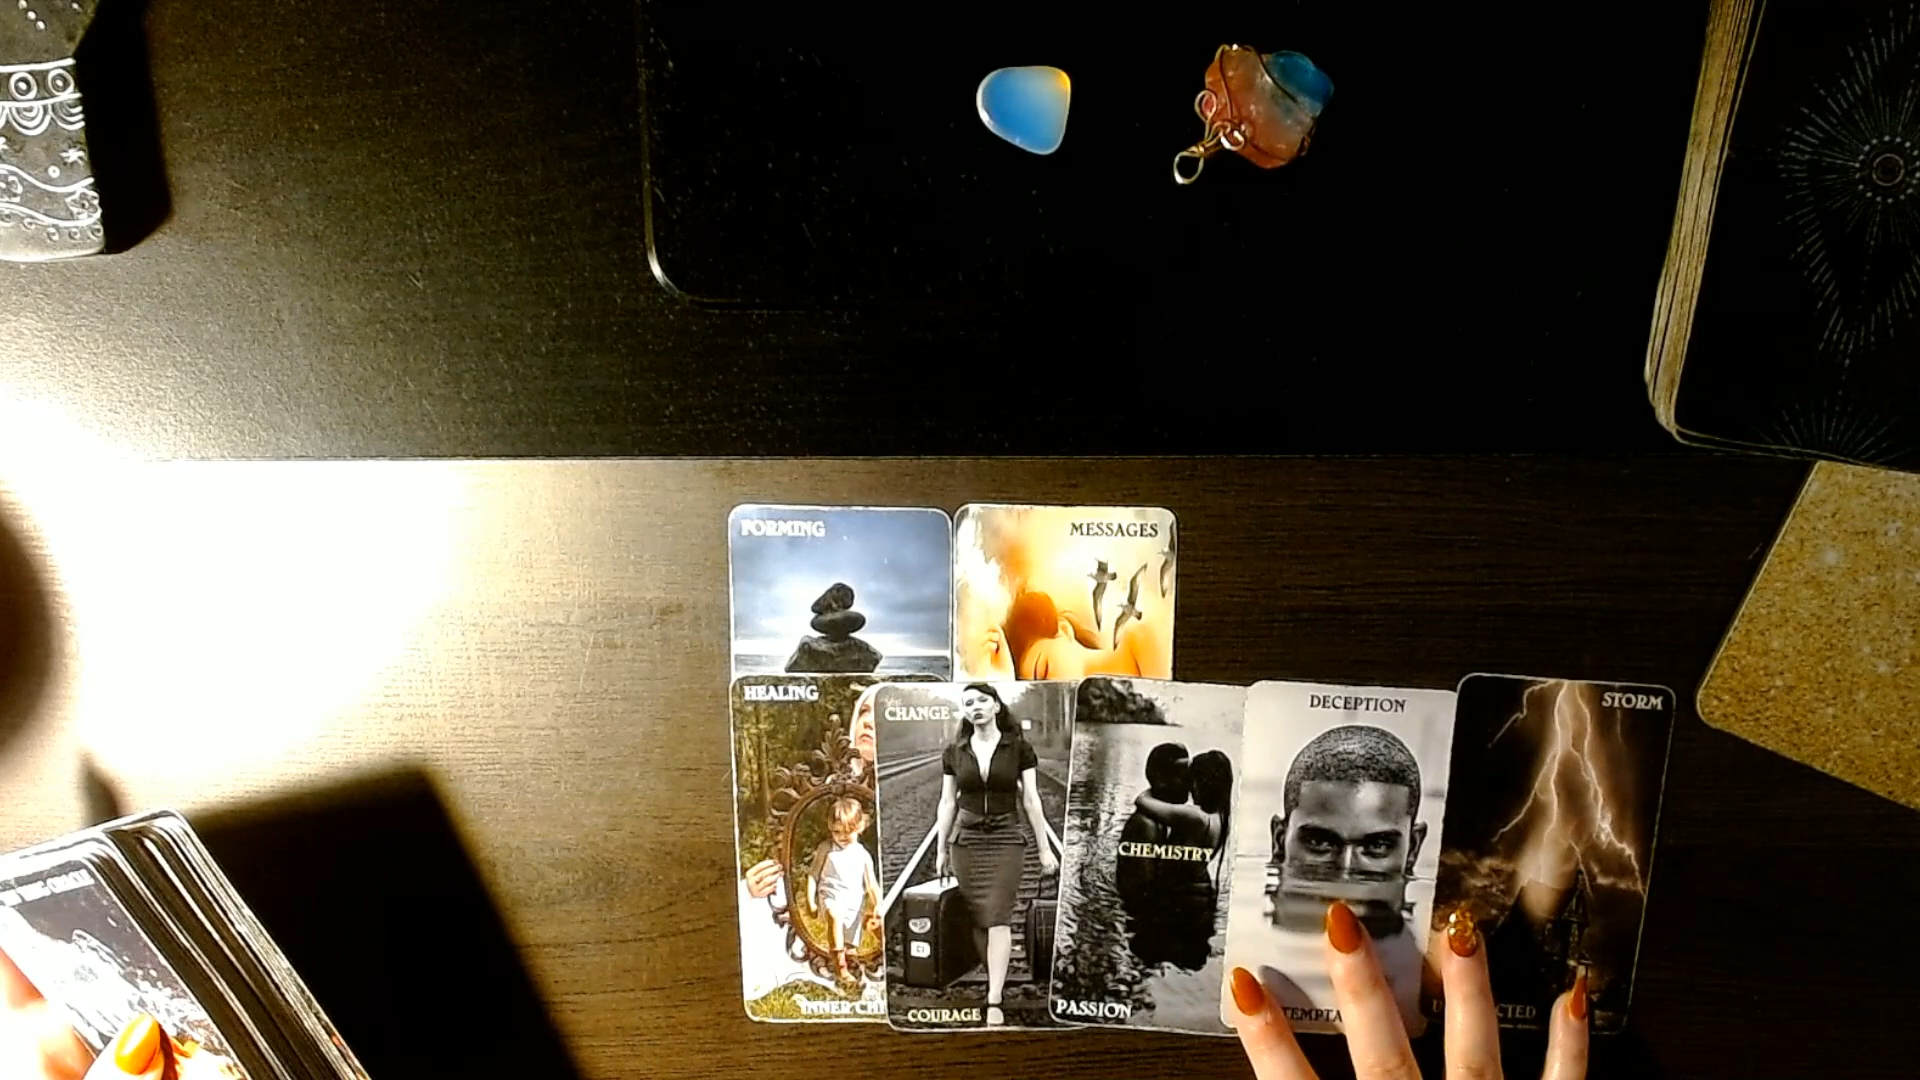 FORMING
MESSAGES
HEALING
CHANGE
CHEMISTRY
DECEPTION
STORM
COURAGE
PASSION